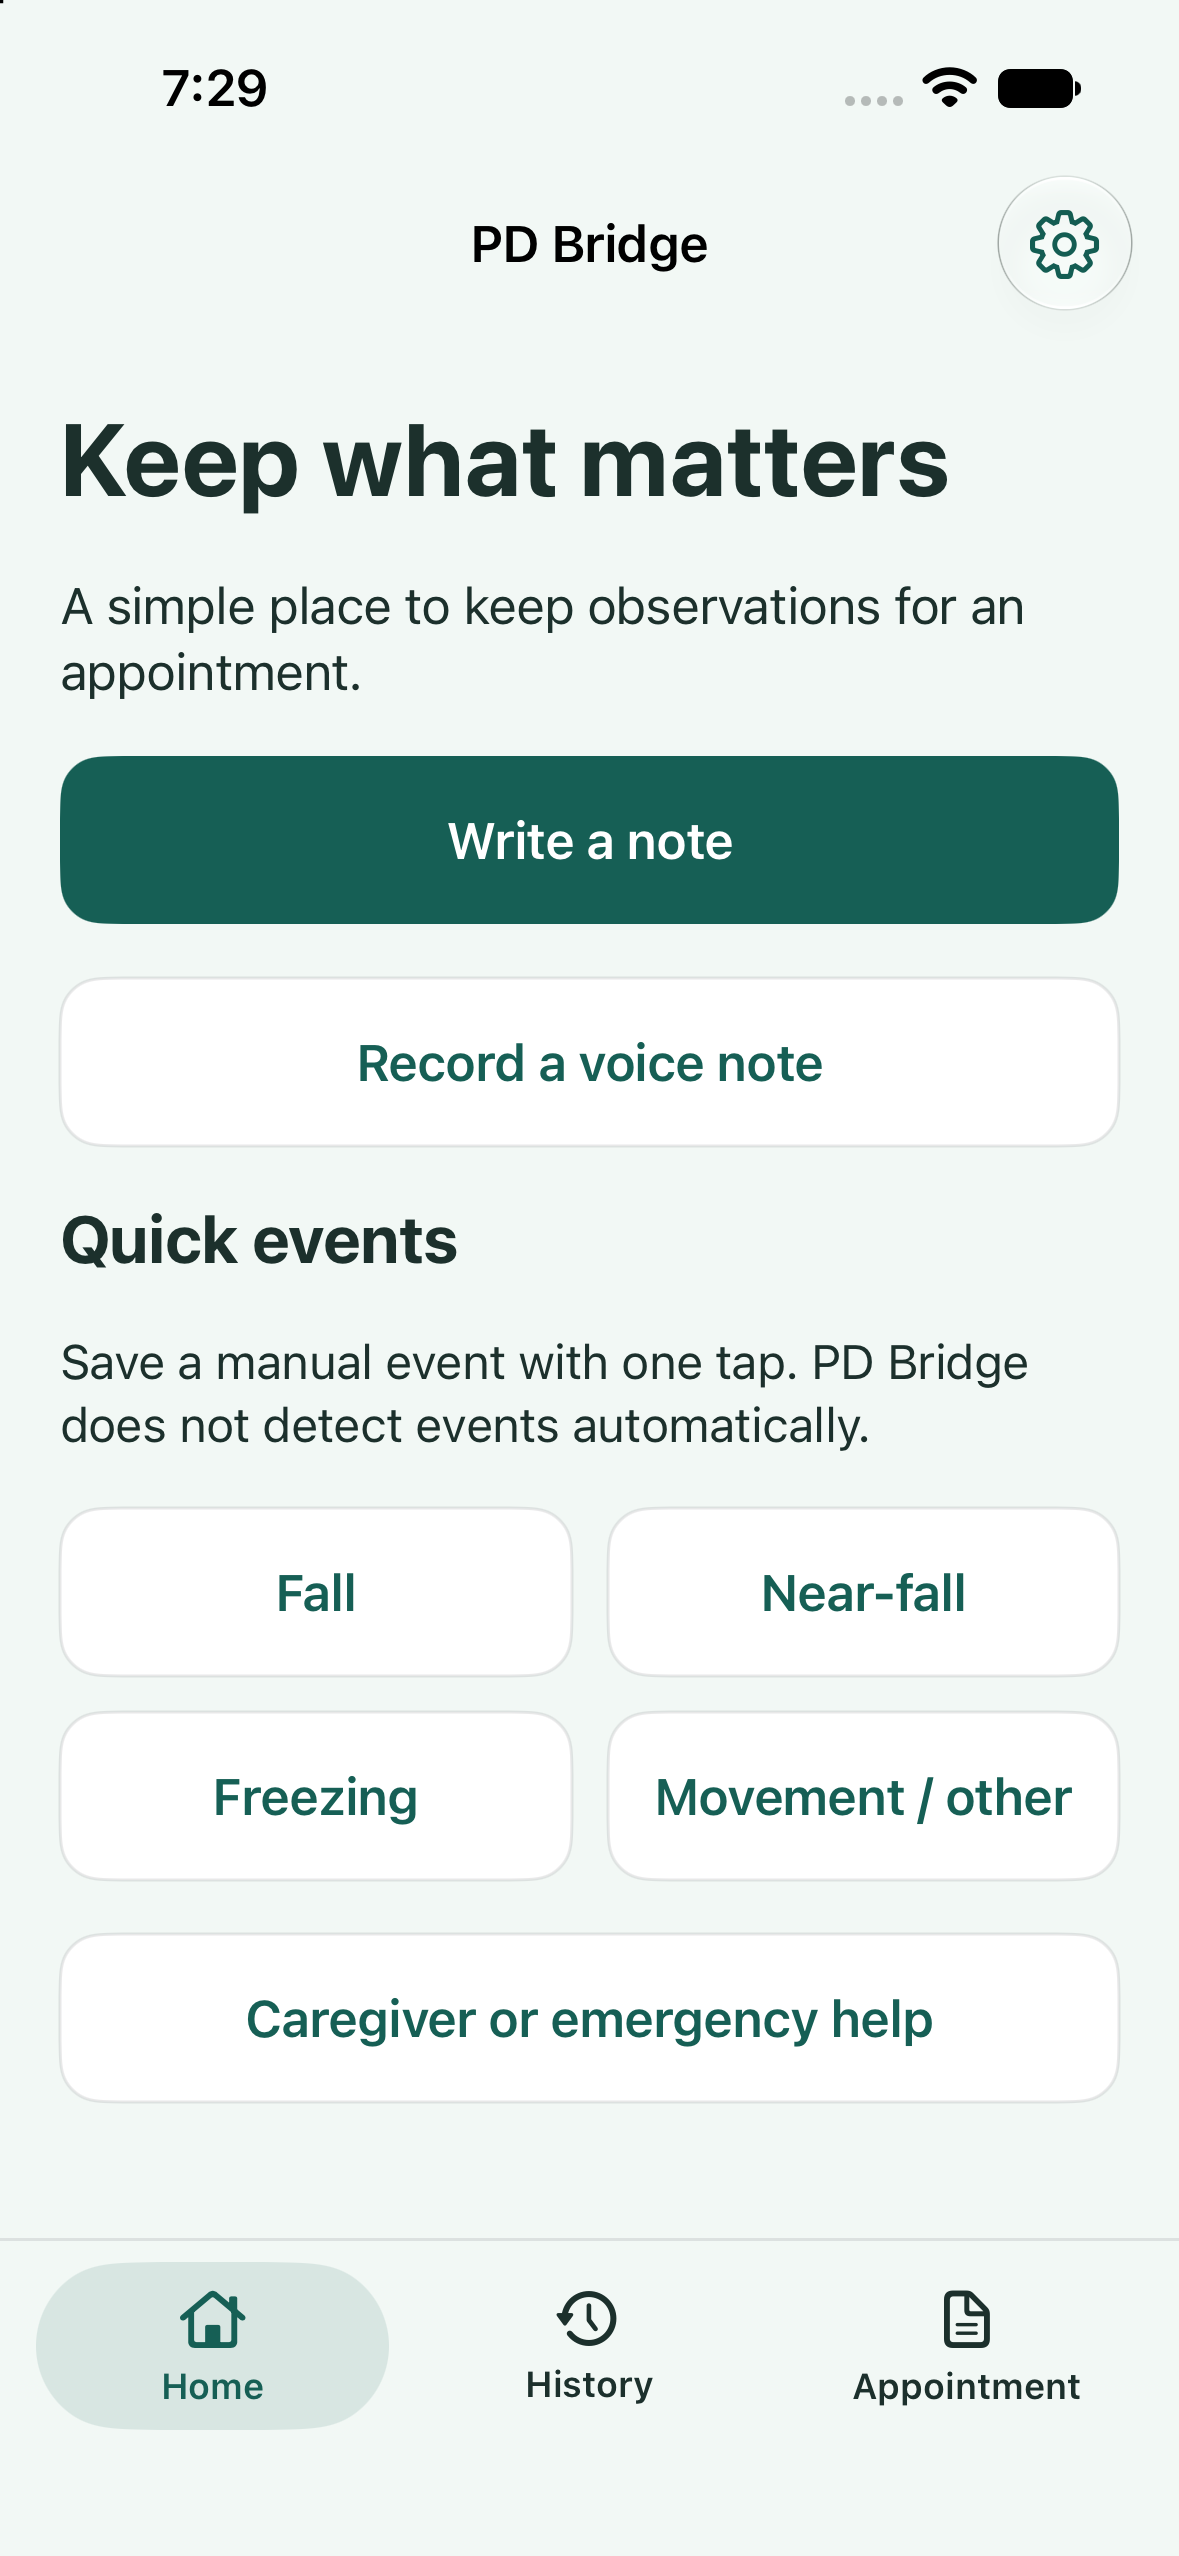 7:29
PD Bridge
Keep what matters
A simple place to keep observations for an
appointment.
Write a note
Record a voice note
Quick events
Save a manual event with one tap. PD Bridge
does not detect events automatically.
Fall
Near-fall
Freezing
Movement / other
Caregiver or emergency help
Home
History
Appointment